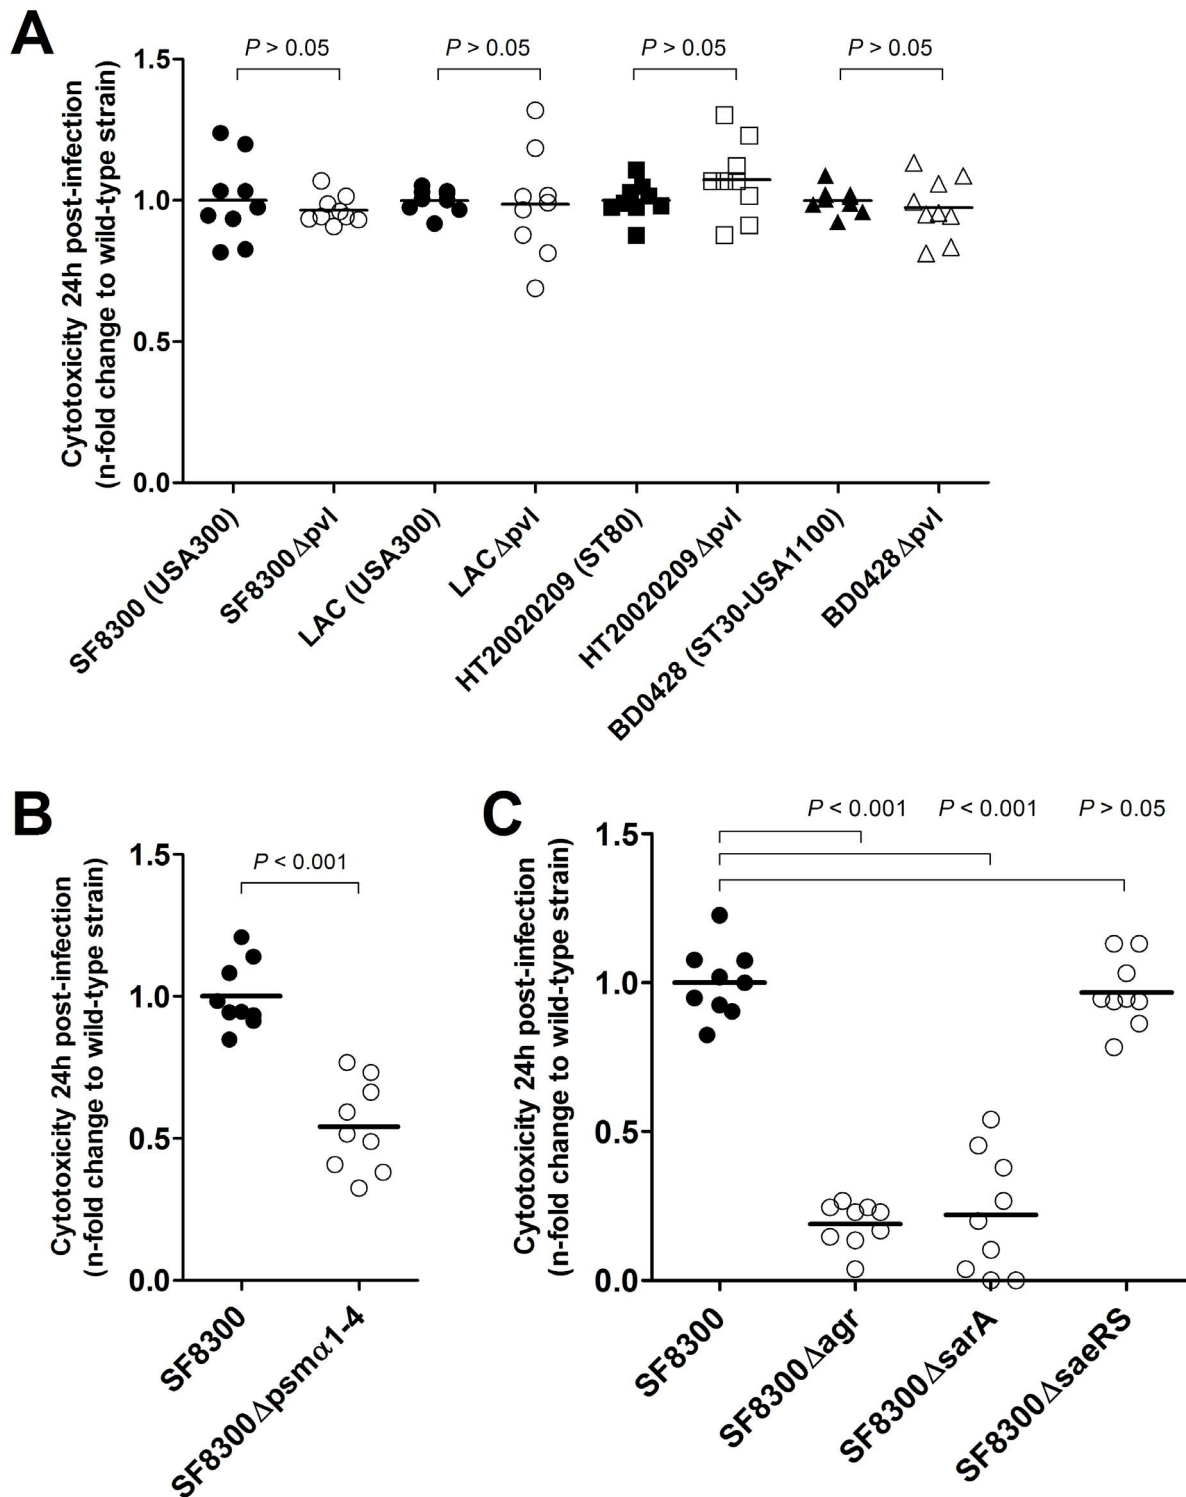 A
P > 0.05 P > 0.05 P > 0.05 P > 0.05
Cytotoxicity 24h post-infection
(n-fold change to wild-type strain)
1.5
1.0
0.5
0.0
SF8300 (USA300)
SF8300Δpvl
LAC (USA300)
LACΔpvl
HT20020209 (ST80)
HT20020209Δpvl
BD0428 (ST30-USA1100)
BD0428Δpvl
B
P < 0.001
Cytotoxicity 24h post-infection
(n-fold change to wild-type strain)
1.5
1.0
0.5
0.0
SF8300
SF8300Δpsmα1-4
C
P < 0.001 P < 0.001 P > 0.05
Cytotoxicity 24h post-infection
(n-fold change to wild-type strain)
1.5
1.0
0.5
0.0
SF8300
SF8300Δagr
SF8300ΔsarA
SF8300ΔsaeRS